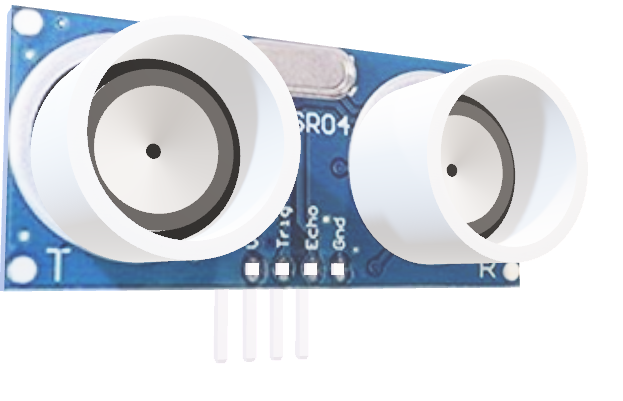 SR04
Trig
Echo
Gnd
T
R